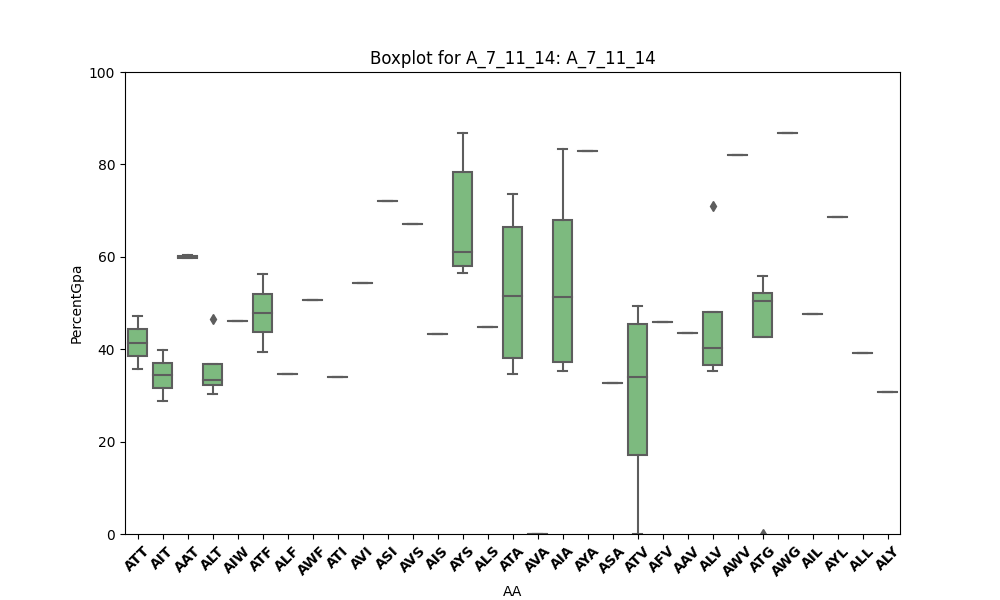 Boxplot for A_7_11_14: A_7_11_14
100
80
60
40
20
0
PercentGpa
ATT AIT AAT ALT AIW ATF ALF AWF ATI AVI ASI AVS AIS AYS ALS ATA AVA AIA AYA ASA ATV AFV AAV ALV AWV ATG AWG AIL AYL ALL ALY
AA